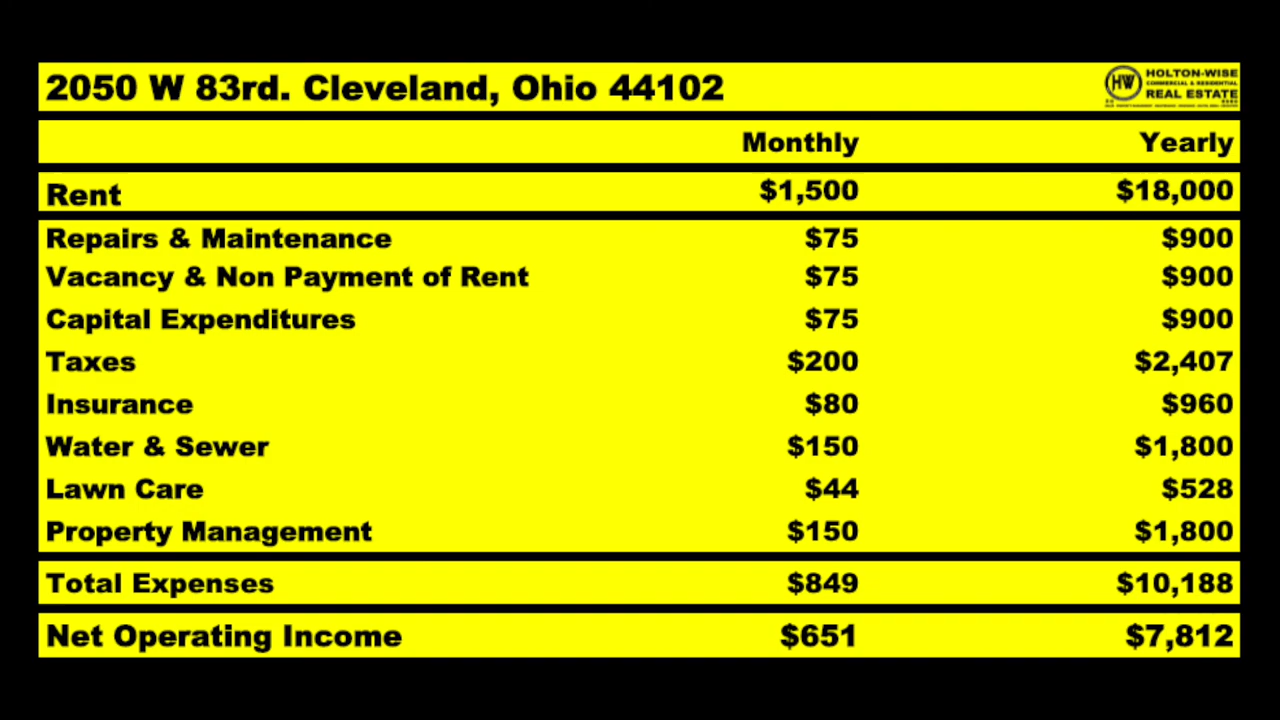 2050 W 83rd. Cleveland, Ohio 44102
HW
HOLTON-WISE
COMMERCIAL & RESIDENTIAL
REAL ESTATE
Monthly Yearly
Rent $1,500 $18,000
Repairs & Maintenance $75 $900
Vacancy & Non Payment of Rent $75 $900
Capital Expenditures $75 $900
Taxes $200 $2,407
Insurance $80 $960
Water & Sewer $150 $1,800
Lawn Care $44 $528
Property Management $150 $1,800
Total Expenses $849 $10,188
Net Operating Income $651 $7,812